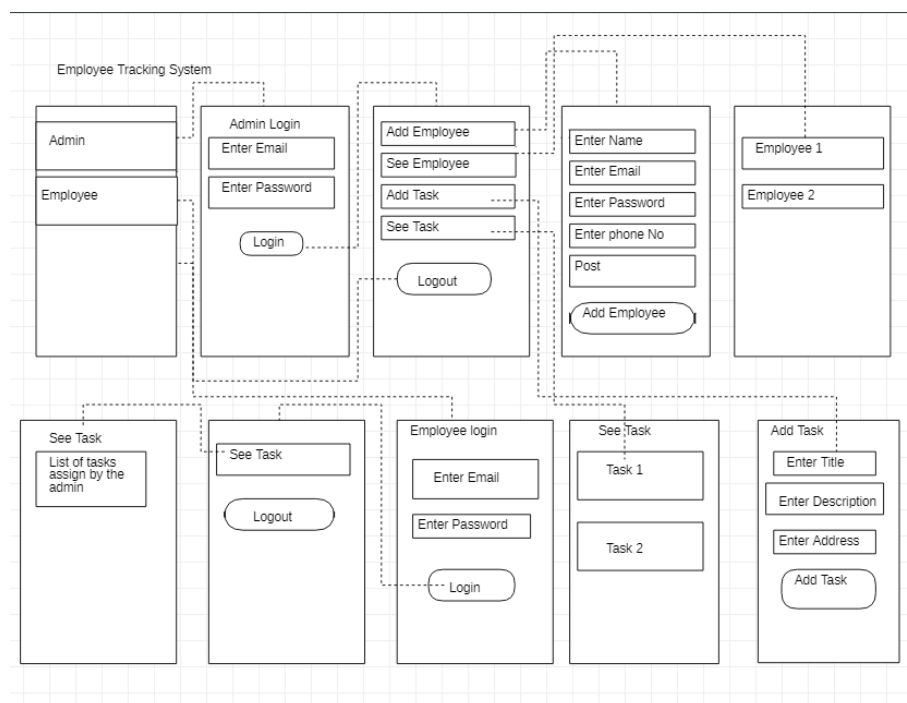 Employee Tracking System
Admin
Employee
Admin Login
Enter Email
Enter Password
Login
Add Employee
See Employee
Add Task
See Task
Logout
Enter Name
Enter Email
Enter Password
Enter phone No
Post
Add Employee
Employee 1
Employee 2
See Task
List of tasks
assign by the
admin
See Task
Logout
Employee login
Enter Email
Enter Password
Login
See Task
Task 1
Task 2
Add Task
Enter Title
Enter Description
Enter Address
Add Task